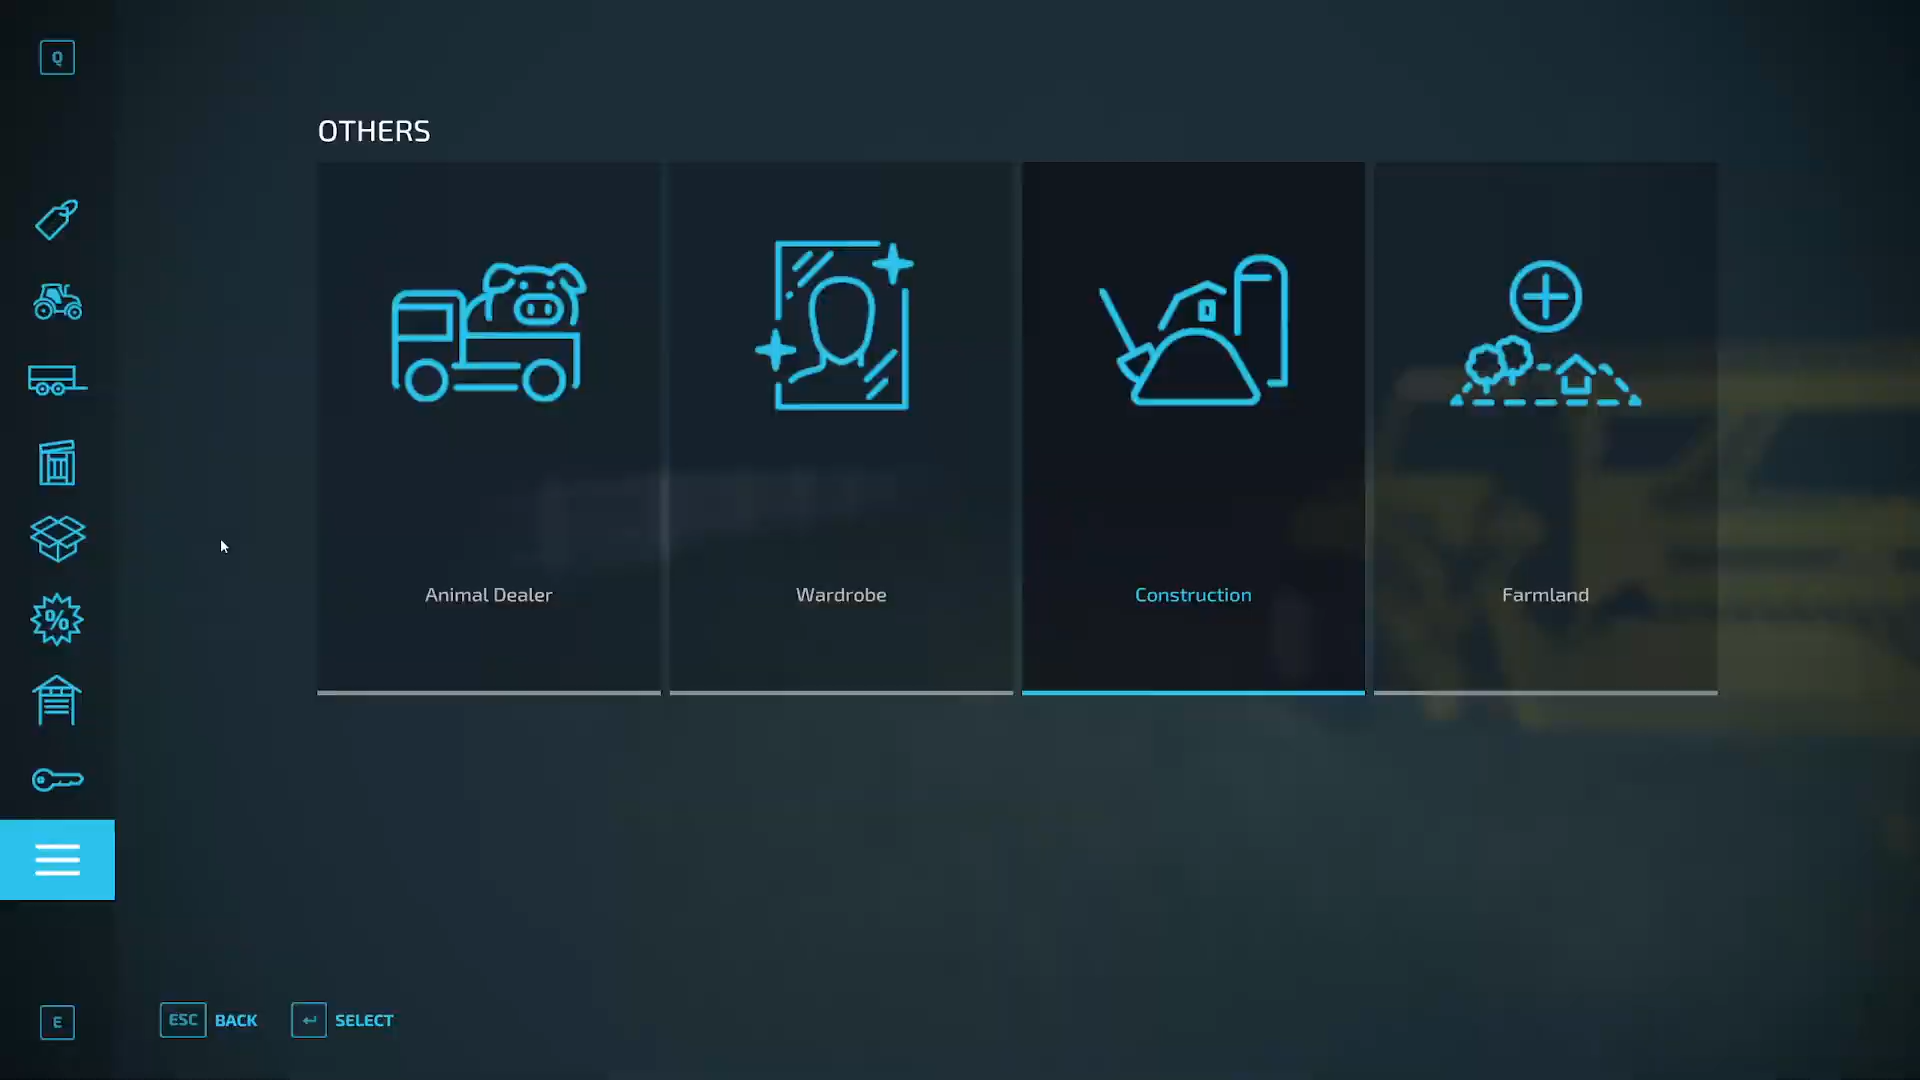 Q
OTHERS
Animal Dealer
Wardrobe
Construction
Farmland
%
E
ESC BACK
SELECT